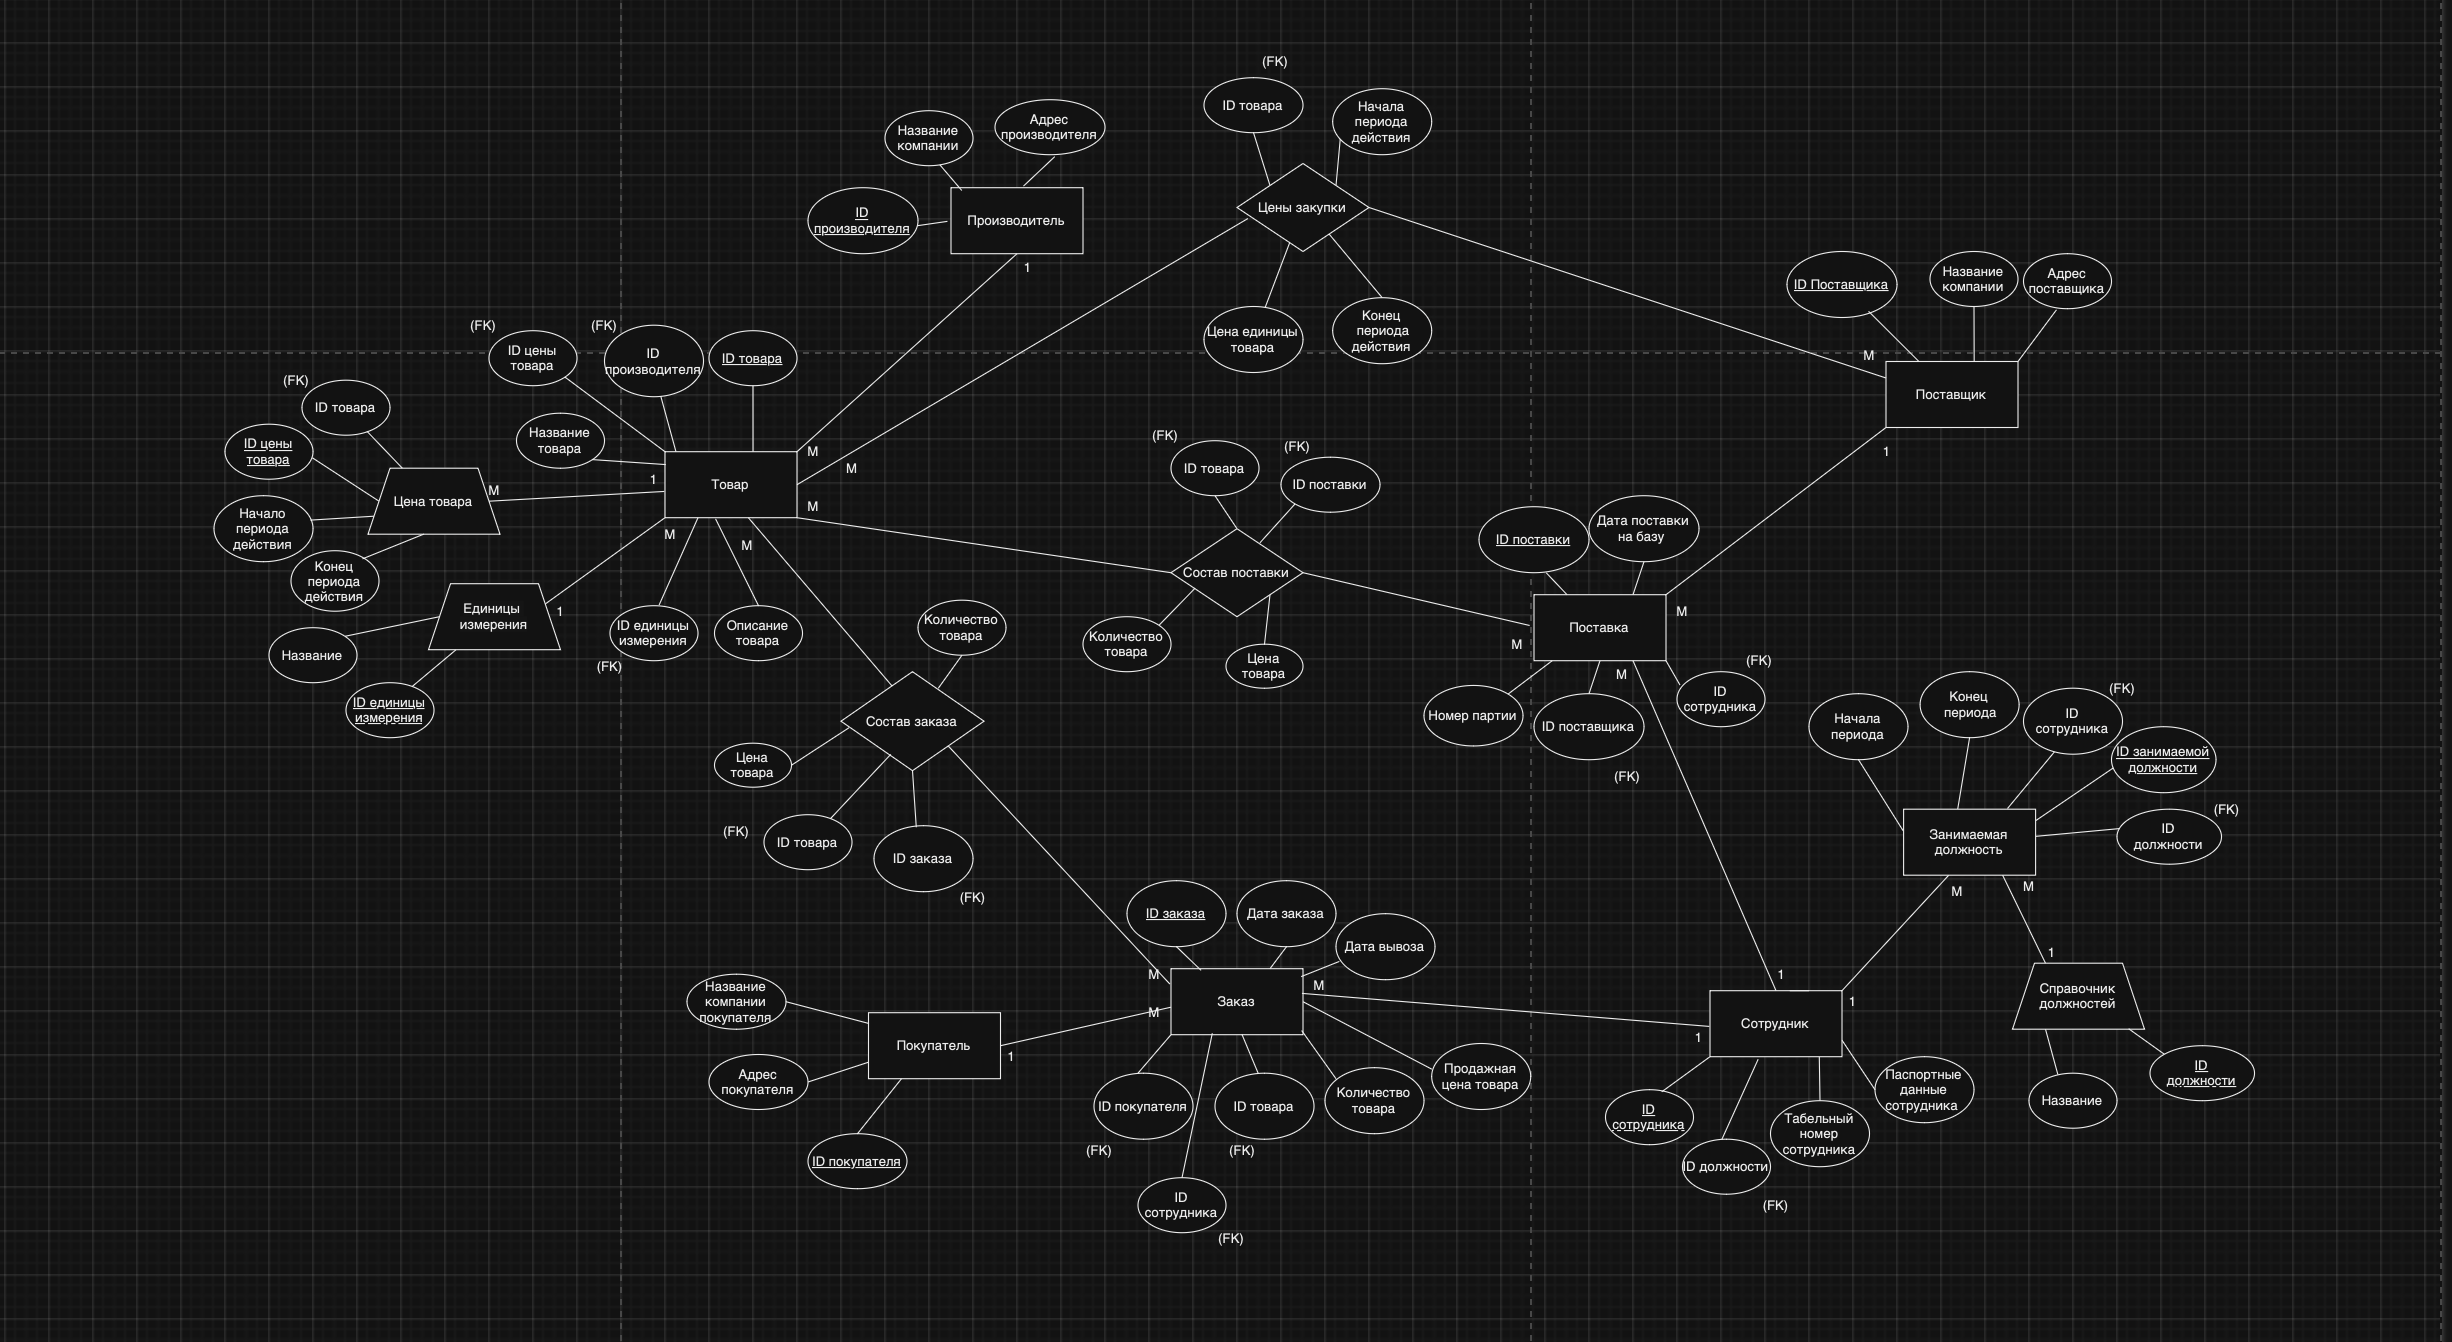 (FK)
ID товара
Начала
периода
действия
Название
компании
Адрес
производителя
ID
производителя
Производитель
1
Цены закупки
Цена единицы
товара
Конец
периода
действия
ID Поставщика
Название
компании
Адрес
поставщика
M
Поставщик
1
(FK)
ID цены
товара
(FK)
ID
производителя
ID товара
(FK)
ID товара
ID цены
товара
Название
товара
Начало
периода
действия
Конец
периода
действия
Цена товара
M
1
Товар
M
M
M
M
M
Единицы
измерения
1
Название
ID единицы
измерения
ID единицы
измерения
(FK)
Описание
товара
(FK)
ID товара
(FK)
ID поставки
Состав поставки
Количество
товара
Цена
товара
ID поставки
Дата поставки
на базу
Поставка
M
M
M
Номер партии
ID поставщика
(FK)
ID
сотрудника
(FK)
Количество
товара
Состав заказа
Цена
товара
(FK)
ID товара
ID заказа
(FK)
Начала
периода
Конец
периода
ID
сотрудника
(FK)
ID занимаемой
должности
ID
должности
(FK)
Занимаемая
должность
M
M
ID заказа
Дата заказа
Дата вывоза
M
M
M
Заказ
Название
компании
покупателя
Адрес
покупателя
ID покупателя
Покупатель
1
ID покупателя
(FK)
ID товара
(FK)
Количество
товара
Продажная
цена товара
ID
сотрудника
(FK)
1
1
1
Сотрудник
ID
сотрудника
ID должности
(FK)
Табельный
номер
сотрудника
Паспортные
данные
сотрудника
1
Справочник
должностей
Название
ID
должности